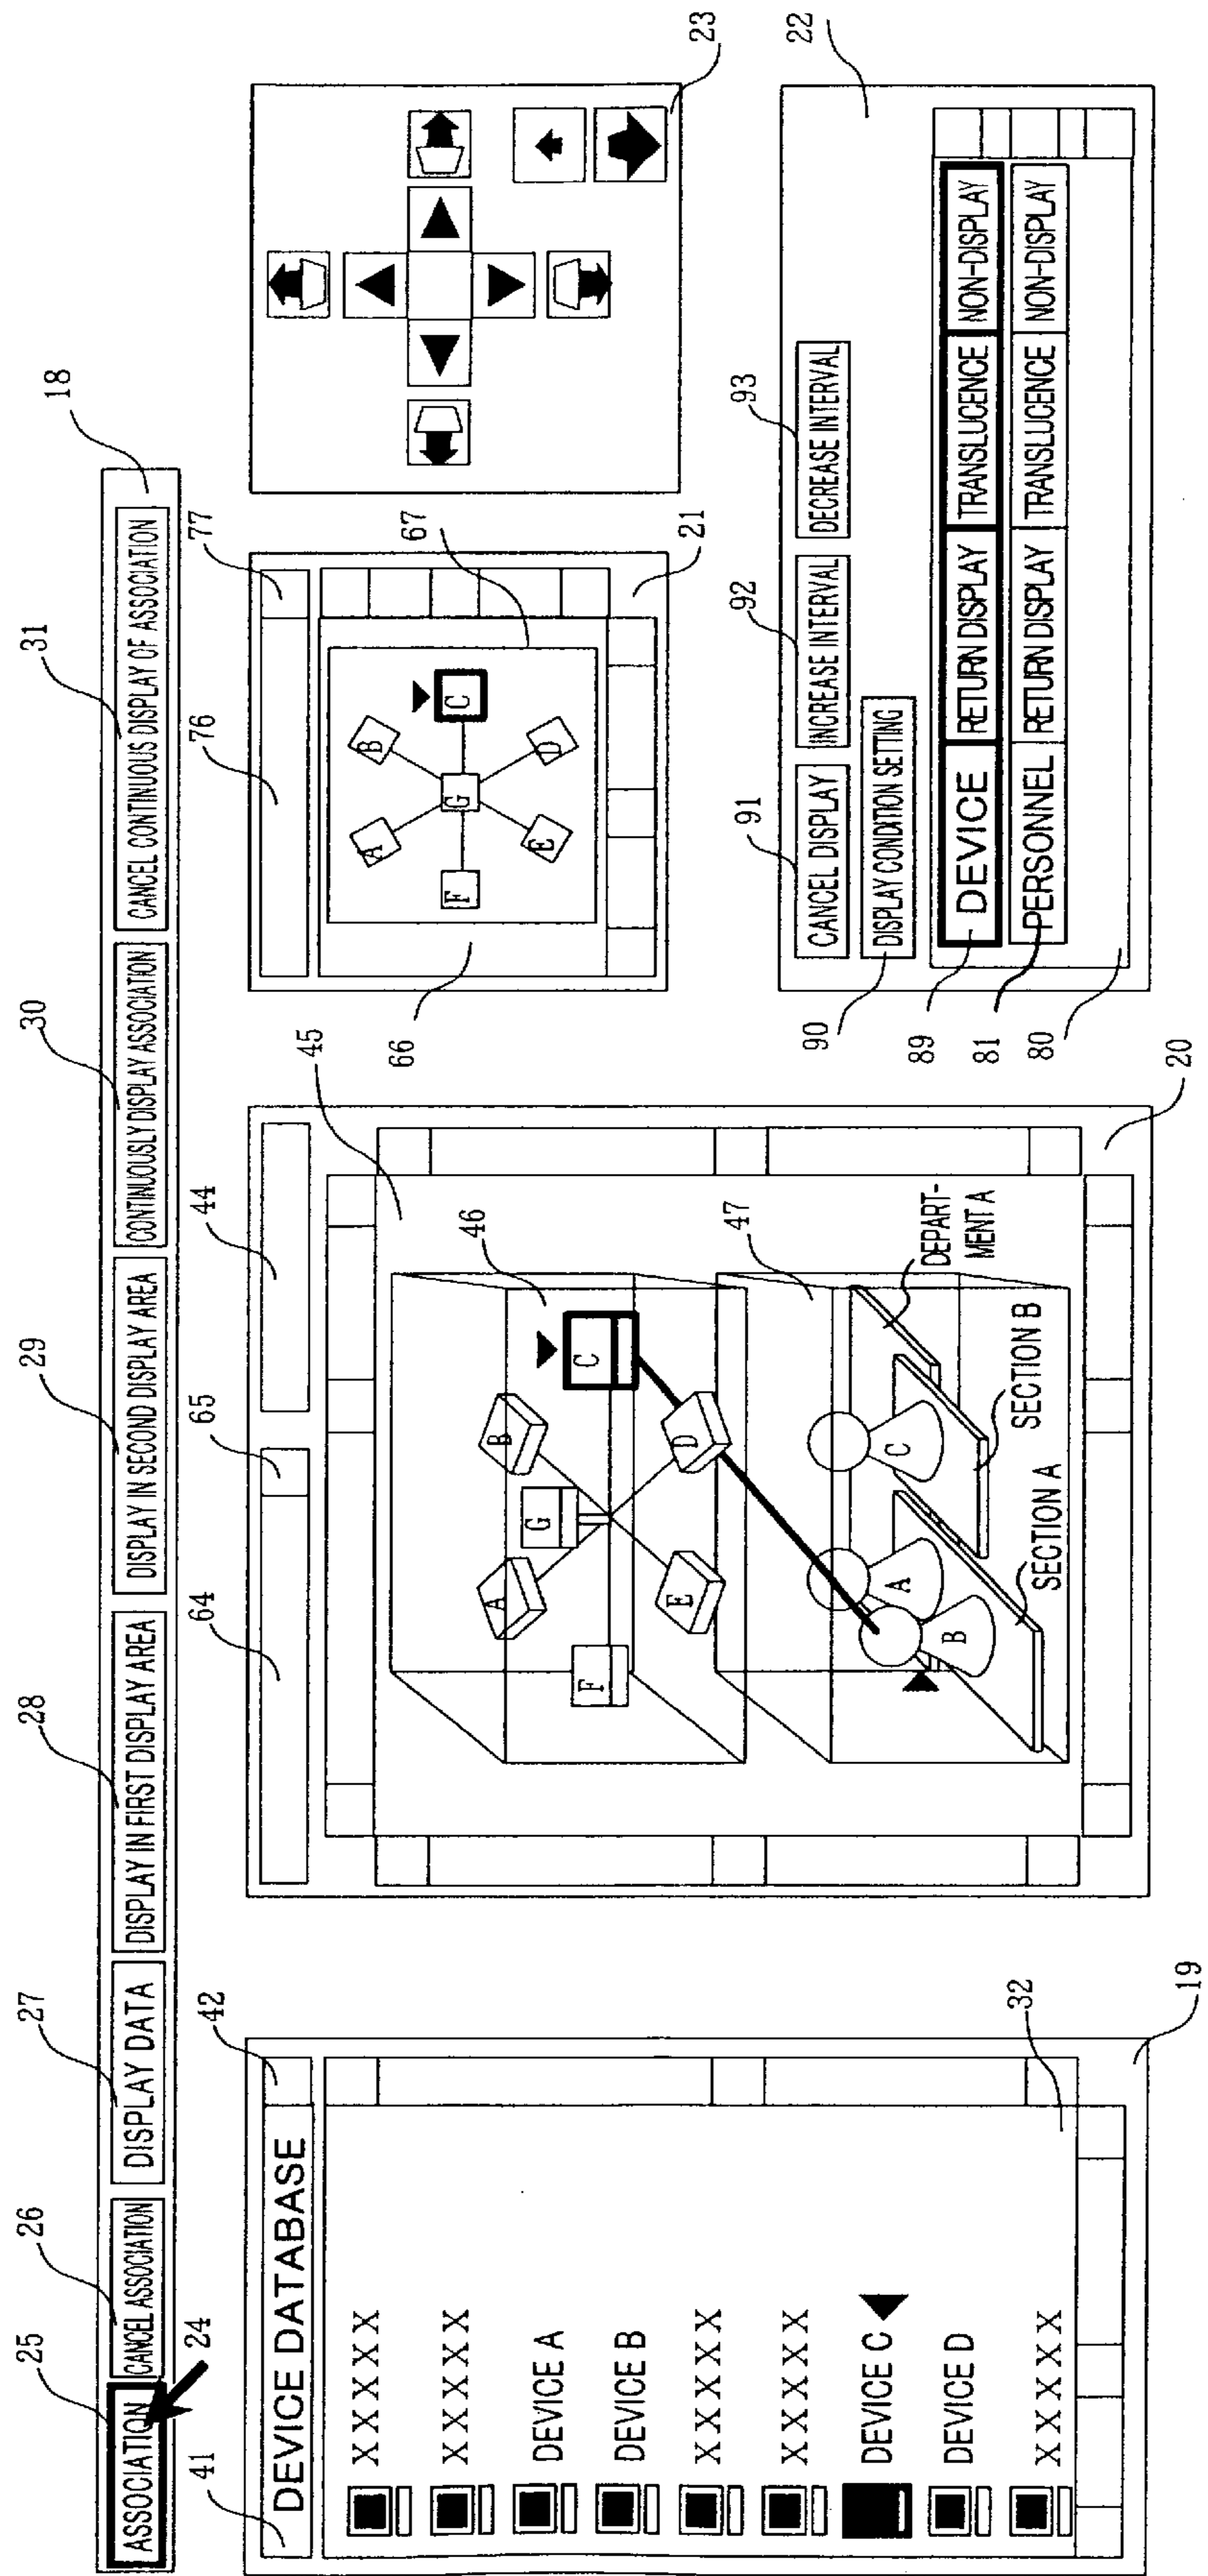 25
26
27
28
29
30
31
18
ASSOCIATION
CANCEL ASSOCIATION
DISPLAY DATA
DISPLAY IN FIRST DISPLAY AREA
DISPLAY IN SECOND DISPLAY AREA
CONTINUOUSLY DISPLAY ASSOCIATION
CANCEL CONTINUOUS DISPLAY OF ASSOCIATION
24
41
42
DEVICE DATABASE
XXXXX
XXXXX
DEVICE A
DEVICE B
XXXXX
XXXXX
DEVICE C
DEVICE D
XXXXX
32
19
64
65
44
45
A
B
G
C
46
F
E
D
47
A
B
C
DEPART-
MENT A
SECTION A
SECTION B
20
76
77
A
B
F
G
C
E
D
66
67
21
23
91
92
93
22
CANCEL DISPLAY
INCREASE INTERVAL
DECREASE INTERVAL
DISPLAY CONDITION SETTING
90
DEVICE
RETURN DISPLAY
TRANSLUCENCE
NON-DISPLAY
89
PERSONNEL
RETURN DISPLAY
TRANSLUCENCE
NON-DISPLAY
81
80